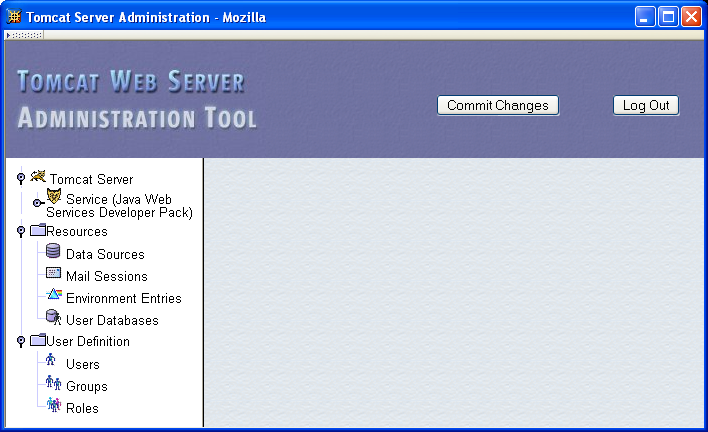 Tomcat Server Administration - Mozilla
TOMCAT WEB SERVER
ADMINISTRATION TOOL
Commit Changes
Log Out
Tomcat Server
Service (Java Web
Services Developer Pack)
Resources
Data Sources
Mail Sessions
Environment Entries
User Databases
User Definition
Users
Groups
Roles